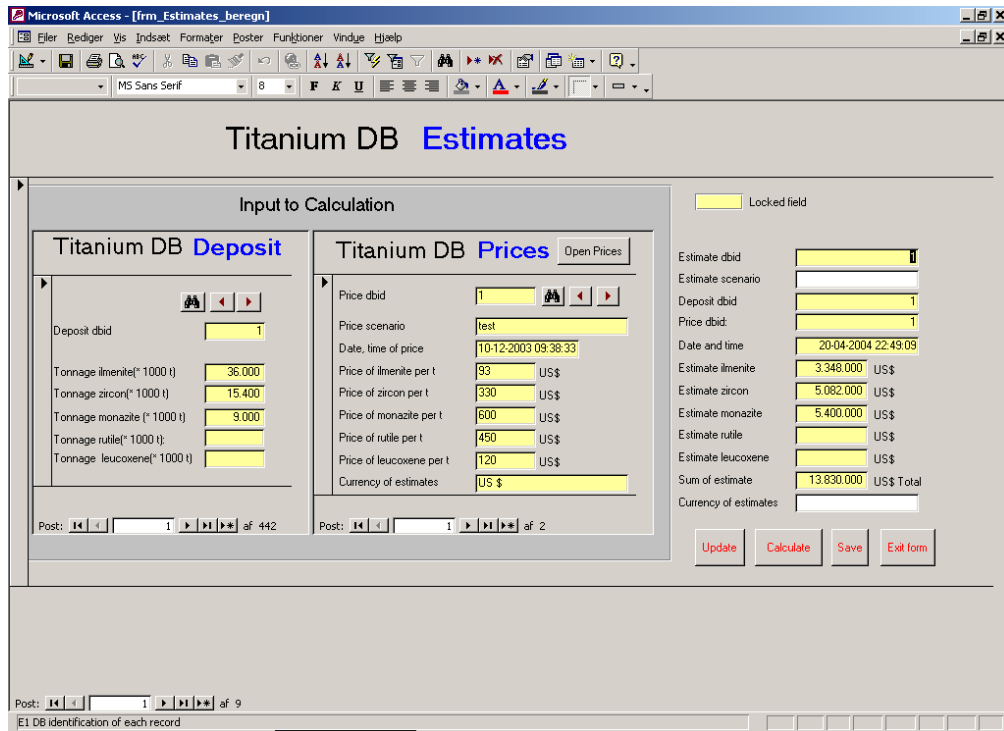 Microsoft Access - [frm_Estimates_beregn]
Filer Rediger Vis Indsæt Formater Poster Funktioner Vindue Hjælp
MS Sans Serif 8 F K U
Titanium DB Estimates
Input to Calculation
Locked field
Titanium DB Deposit
Deposit dbid 1
Tonnage ilmenite(* 1000 t) 36.000
Tonnage zircon(* 1000 t) 15.400
Tonnage monazite (* 1000 t) 9.000
Tonnage rutile(* 1000 t):
Tonnage leucoxene(* 1000 t)
Post: 1 af 442
Titanium DB Prices Open Prices
Price dbid 1
Price scenario test
Date, time of price 10-12-2003 09:38:33
Price of ilmenite per t 93 US$
Price of zircon per t 330 US$
Price of monazite per t 600 US$
Price of rutile per t 450 US$
Price of leucoxene per t 120 US$
Currency of estimates US $
Post: 1 af 2
Estimate dbid 1
Estimate scenario
Deposit dbid 1
Price dbid: 1
Date and time 20-04-2004 22:49:09
Estimate ilmenite 3.348.000 US$
Estimate zircon 5.082.000 US$
Estimate monazite 5.400.000 US$
Estimate rutile US$
Estimate leucoxene US$
Sum of estimate 13.830.000 US$ Total
Currency of estimates
Update Calculate Save Exit form
Post: 1 af 9
E1 DB identification of each record